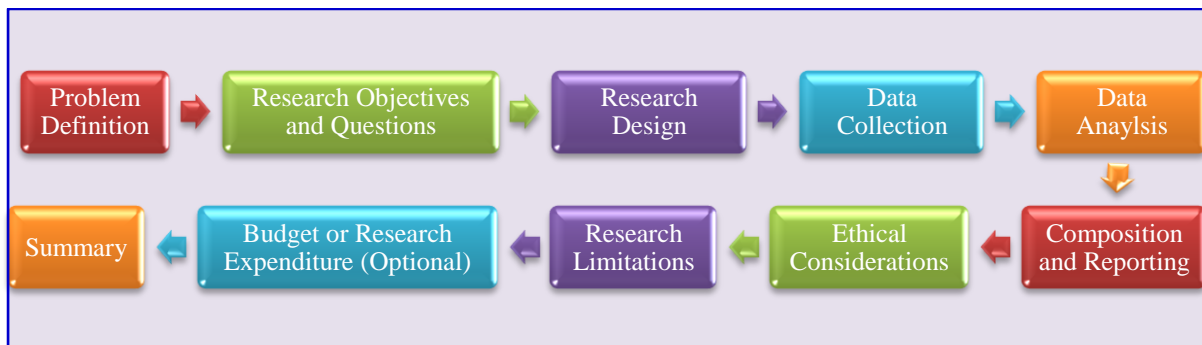 Problem
Definition
Research Objectives
and Questions
Research
Design
Data
Collection
Data
Anaylsis
Composition
and Reporting
Ethical
Considerations
Research
Limitations
Budget or Research
Expenditure (Optional)
Summary